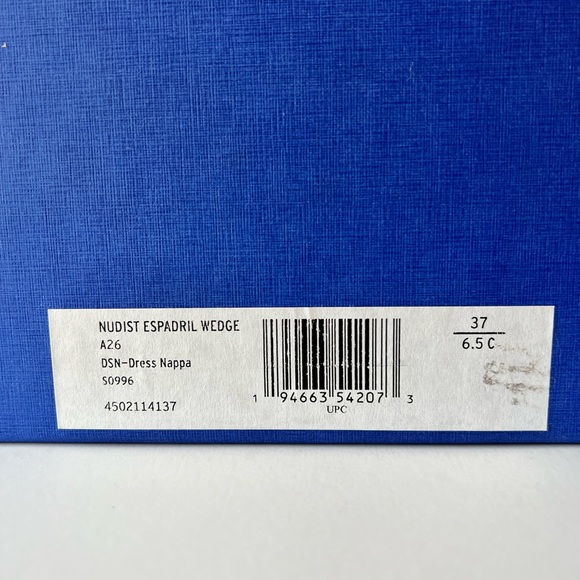 NUDIST ESPADRIL WEDGE
A26
DSN-Dress Nappa
S0996
4502114137
1 94663 54207 3
UPC
37
6.5 C